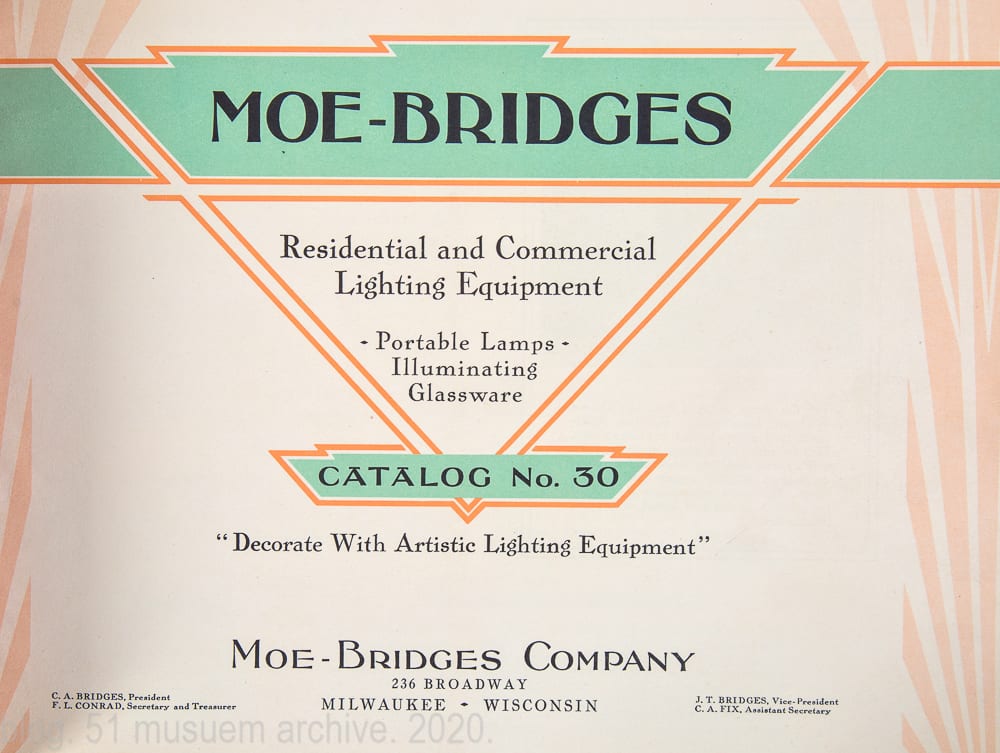 MOE-BRIDGES
Residential and Commercial
Lighting Equipment
- Portable Lamps -
Illuminating
Glassware
CATALOG No. 30
“Decorate With Artistic Lighting Equipment”
MOE-BRIDGES COMPANY
236 BROADWAY
MILWAUKEE - WISCONSIN
C. A. BRIDGES, President
F. L. CONRAD, Secretary and Treasurer
J. T. BRIDGES, Vice-President
C. A. FIX, Assistant Secretary
g. 51 musuem archive. 2020.